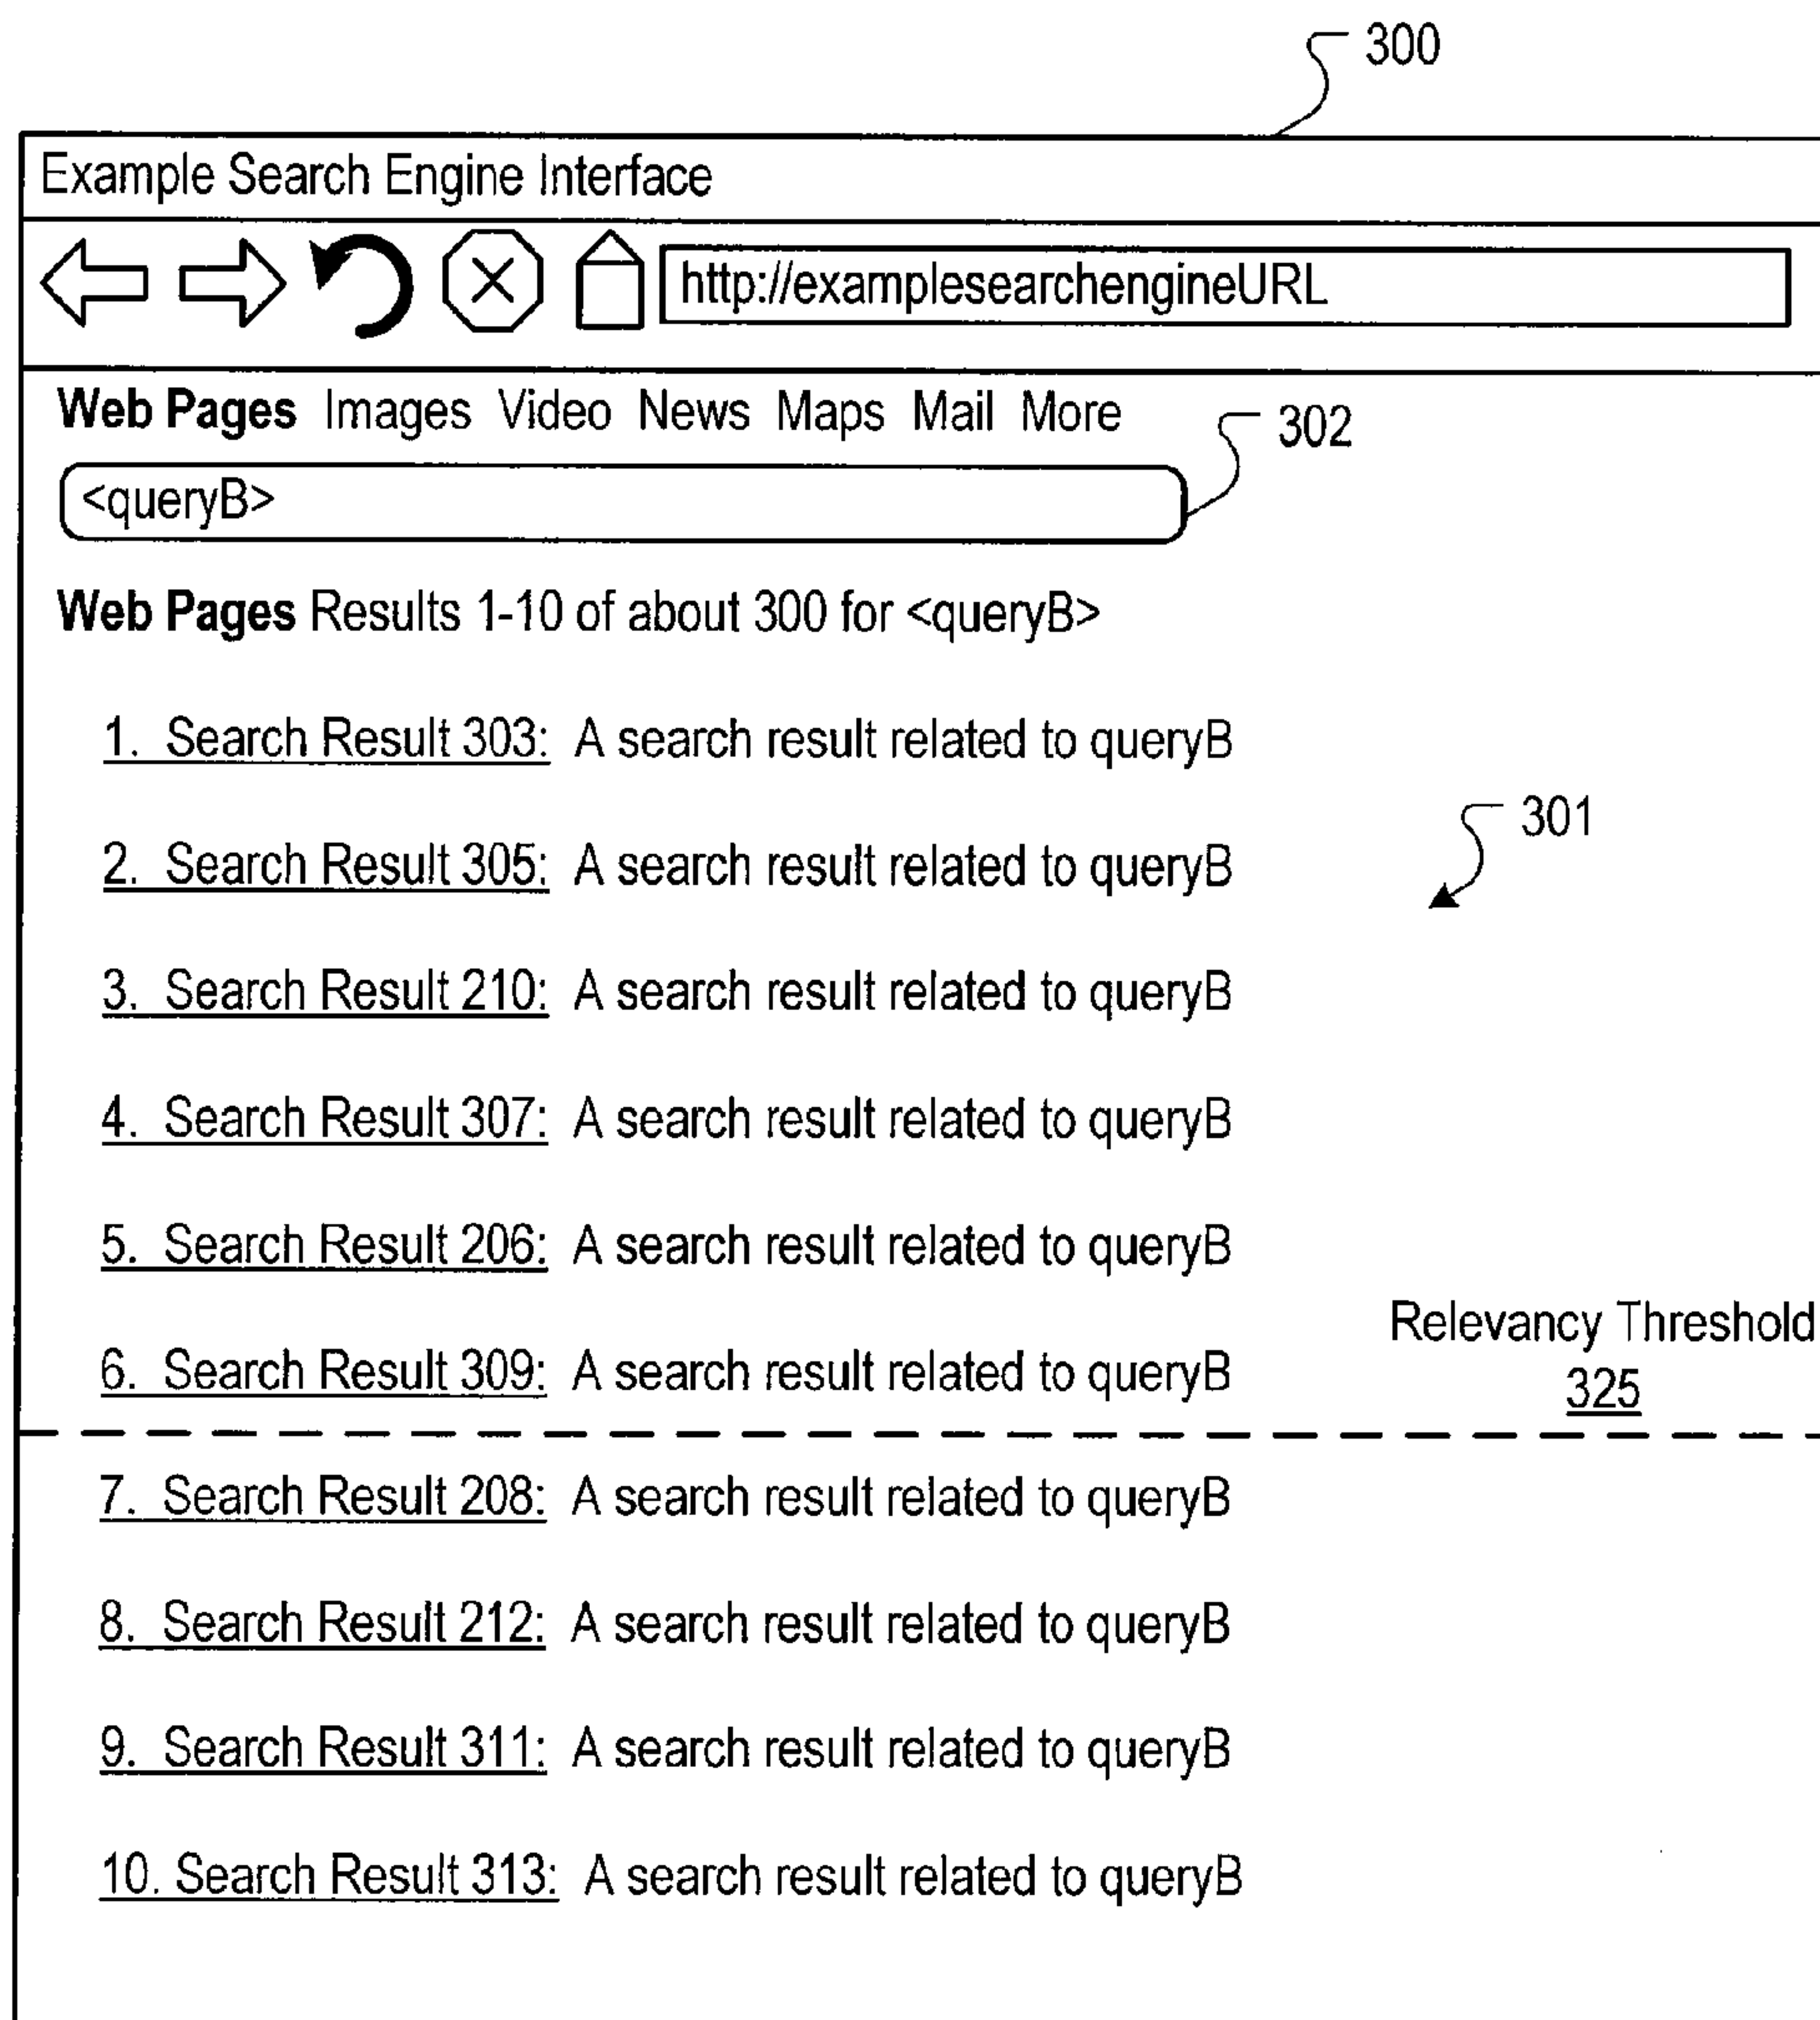 300
Example Search Engine Interface
http://examplesearchengineURL
Web Pages Images Video News Maps Mail More
302
<queryB>
Web Pages Results 1-10 of about 300 for <queryB>
1. Search Result 303: A search result related to queryB
301
2. Search Result 305: A search result related to queryB
3. Search Result 210: A search result related to queryB
4. Search Result 307: A search result related to queryB
5. Search Result 206: A search result related to queryB
Relevancy Threshold
325
6. Search Result 309: A search result related to queryB
7. Search Result 208: A search result related to queryB
8. Search Result 212: A search result related to queryB
9. Search Result 311: A search result related to queryB
10. Search Result 313: A search result related to queryB